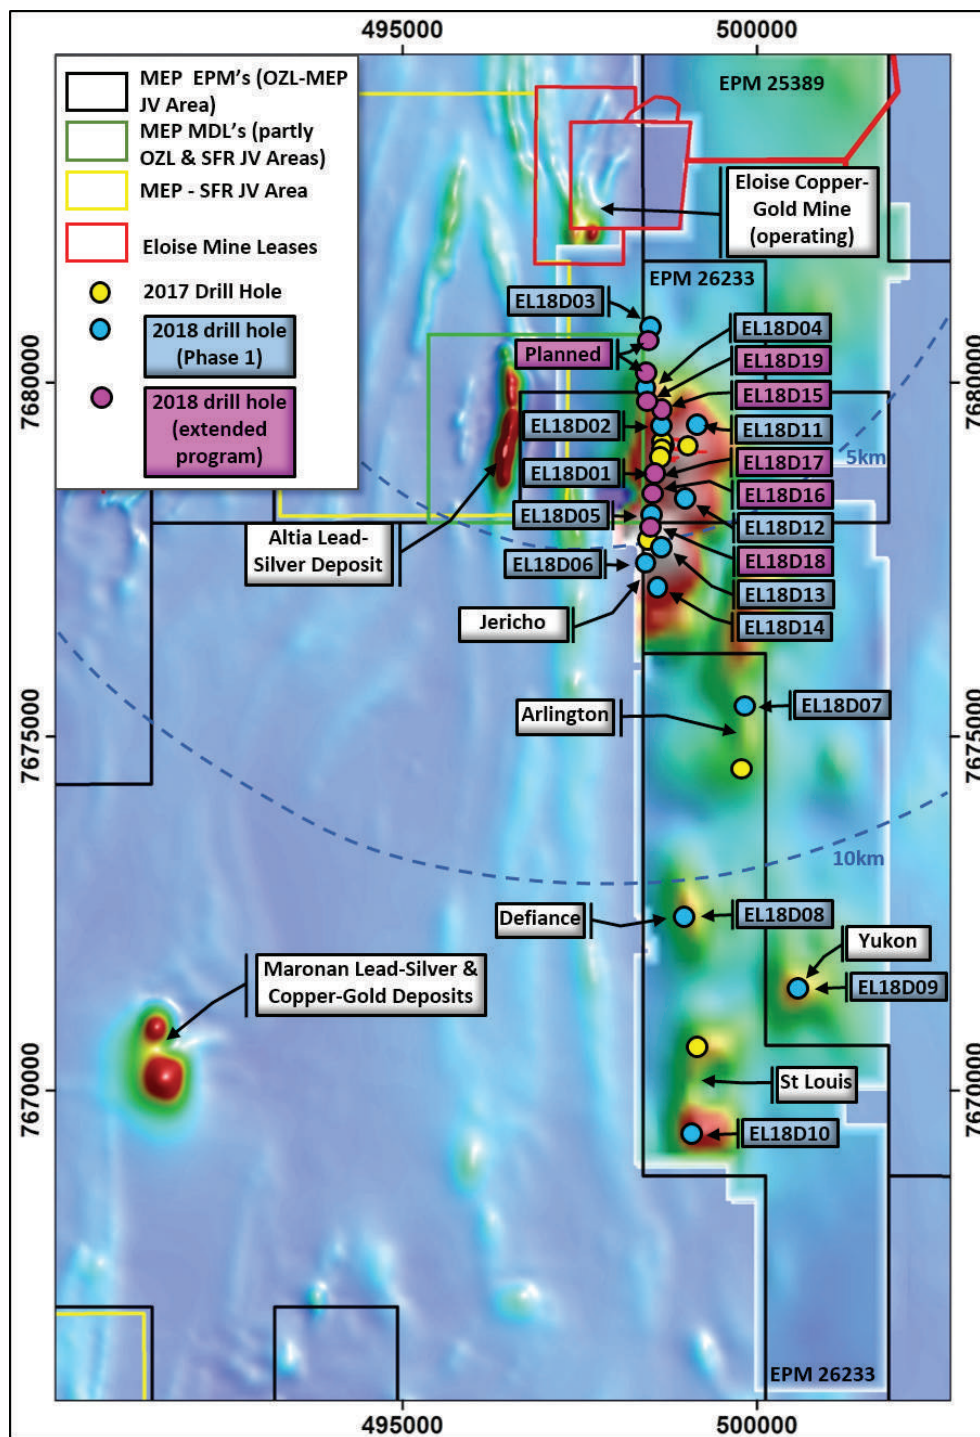 495000
500000
MEP EPM's (OZL-MEP
JV Area)
MEP MDL's (partly
OZL & SFR JV Areas)
MEP - SFR JV Area
Eloise Mine Leases
2017 Drill Hole
2018 drill hole
(Phase 1)
2018 drill hole
(extended
program)
EPM 25389
Eloise Copper-
Gold Mine
(operating)
EPM 26233
EL18D03
EL18D04
Planned
EL18D19
7680000
7680000
EL18D15
EL18D02
EL18D11
5km
EL18D01
EL18D17
EL18D16
EL18D05
EL18D12
Altia Lead-
Silver Deposit
EL18D06
EL18D18
EL18D13
Jericho
EL18D14
EL18D07
Arlington
7675000
7675000
10km
Defiance
EL18D08
Yukon
EL18D09
Maronan Lead-Silver &
Copper-Gold Deposits
St Louis
7670000
7670000
EL18D10
EPM 26233
495000
500000